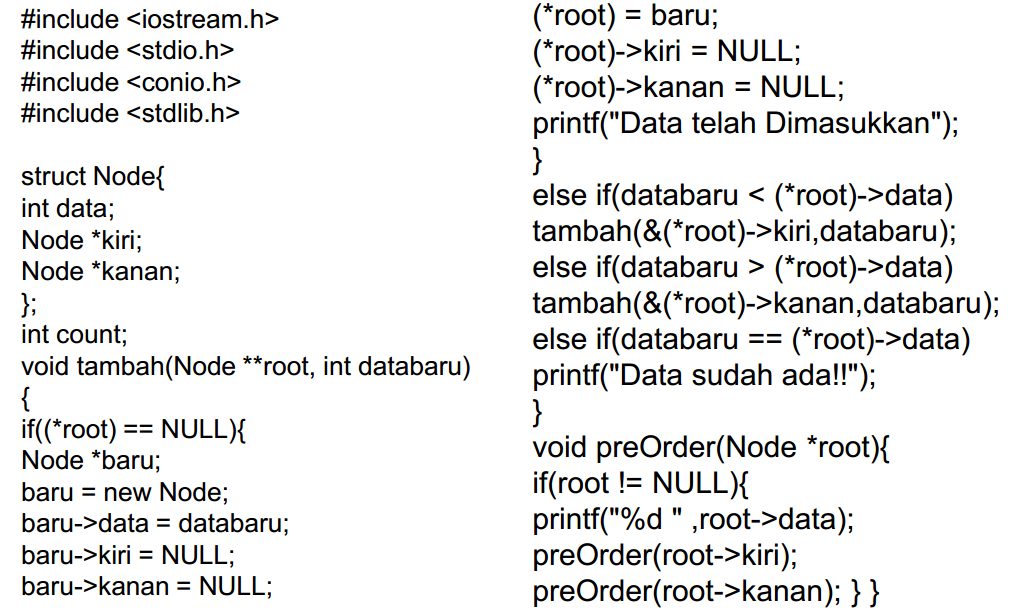 #include <iostream.h>
#include <stdio.h>
#include <conio.h>
#include <stdlib.h>
struct Node{
int data;
Node *kiri;
Node *kanan;
};
int count;
void tambah(Node **root, int databaru)
{
if((*root) == NULL){
Node *baru;
baru = new Node;
baru->data = databaru;
baru->kiri = NULL;
baru->kanan = NULL;
(*root) = baru;
(*root)->kiri = NULL;
(*root)->kanan = NULL;
printf("Data telah Dimasukkan");
}
else if(databaru < (*root)->data)
tambah(&(*root)->kiri,databaru);
else if(databaru > (*root)->data)
tambah(&(*root)->kanan,databaru);
else if(databaru == (*root)->data)
printf("Data sudah ada!!");
}
void preOrder(Node *root){
if(root != NULL){
printf("%d " ,root->data);
preOrder(root->kiri);
preOrder(root->kanan); } }